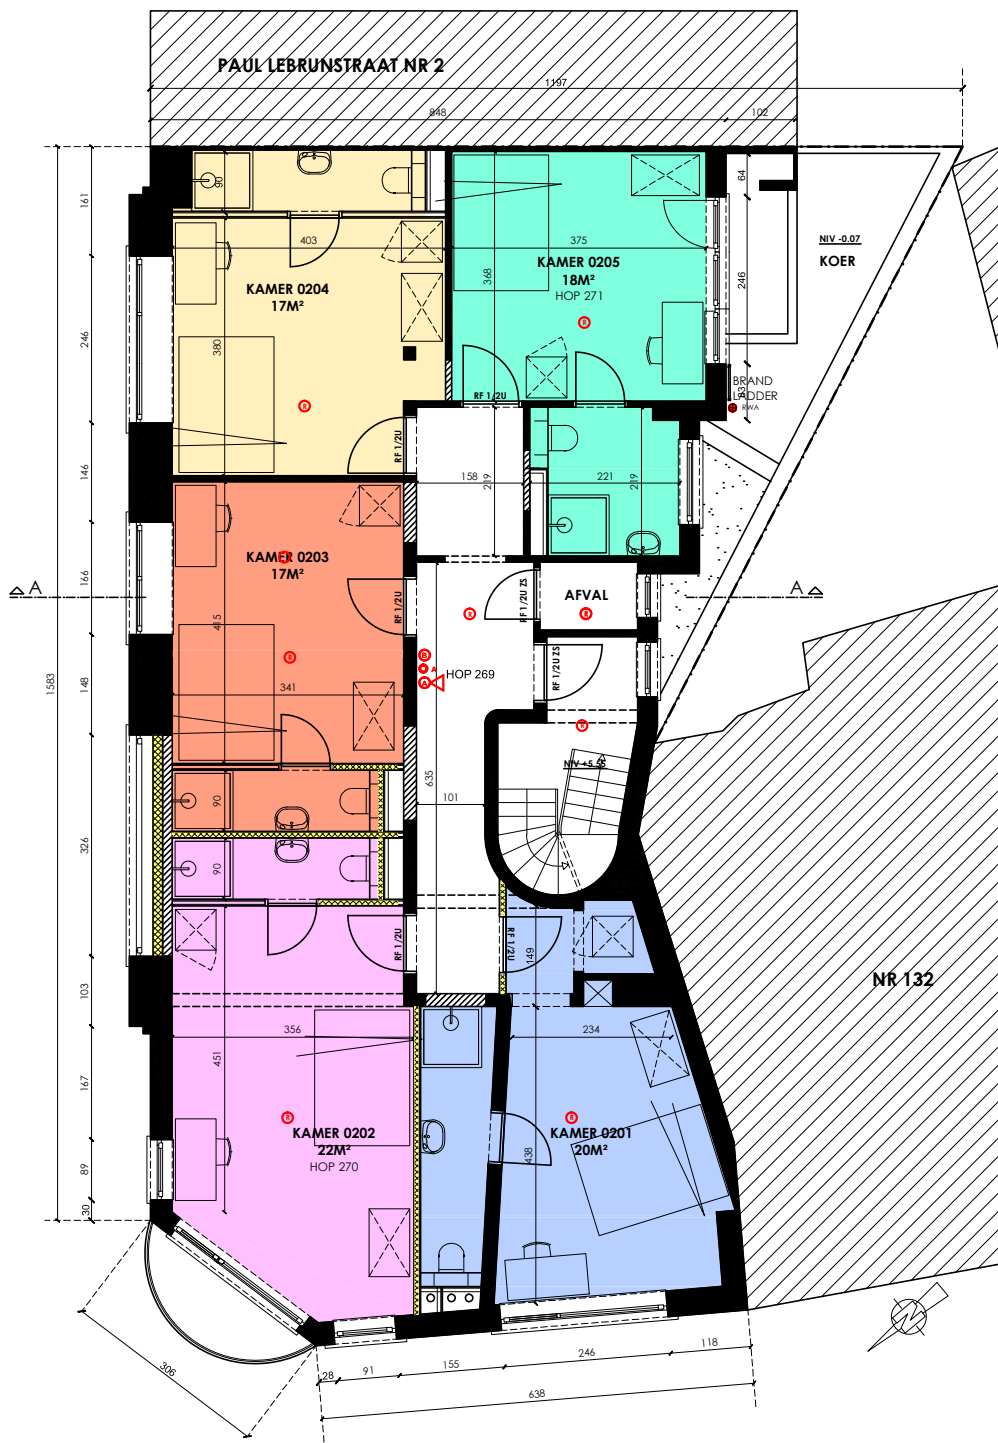 PAUL LEBRUNSTRAAT NR 2
1197
848
102
161
90
64
403
375
NIV -0.07
KOER
KAMER 0204
17M²
KAMER 0205
18M²
HOP 271
368
246
246
380
R
R
BRAND
LADDER
RWA
93
RF 1/2U
RF 1/2U
146
158
219
221
219
KAMER 0203
17M²
A
166
RF 1/2U
RF 1/2U ZS
AFVAL
A
R
R
415
1583
148
341
R
B
A
A
HOP 269
RF 1/2U ZS
R
NIV +5.55
635
101
90
326
90
RF 1/2U
RF 1/2U
149
103
NR 132
356
451
234
167
R
R
KAMER 0202
22M²
HOP 270
KAMER 0201
20M²
438
89
30
306
28
91
155
246
118
638